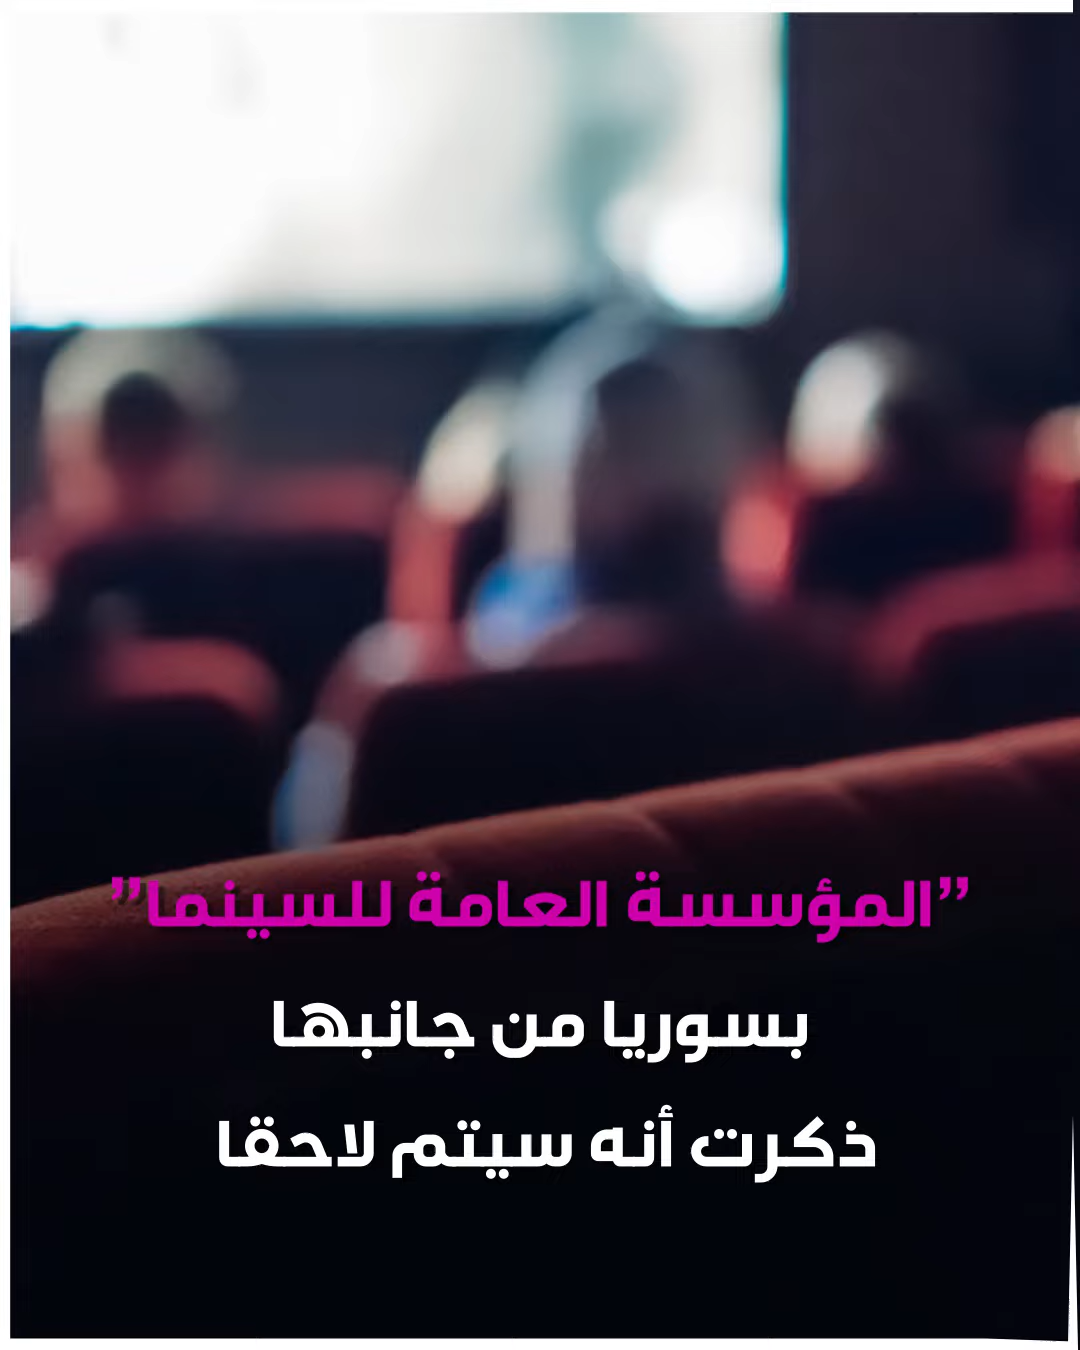 "المؤسسة العامة للسينما"
بسوريا من جانبها
ذكرت أنه سيتم لاحقا